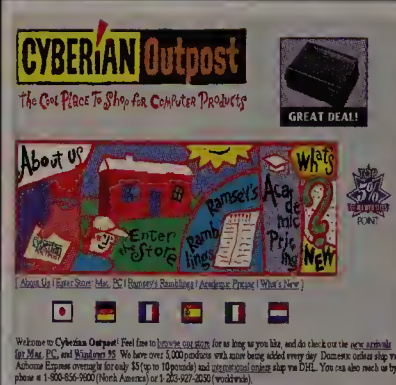 CYBERIAN Outpost
The Cool Place To Shop for Computer Products
GREAT DEAL!
About Us
Enter the Store
Ramsey's Ramblings
Academic Pricing
What's NEW
TOP 5%
POINT
[ About Us | Enter Store: Mac, PC | Ramsey's Ramblings | Academic Pricing | What's New ]
Welcome to Cyberian Outpost! Feel free to browse our store for as long as you like, and do check out the new arrivals
for Mac, PC, and Windows 95. We have over 5,000 products with more being added every day. Domestic orders ship via
Airborne Express overnight for only $5 (up to 10 pounds) and international orders ship via DHL. You can also reach us by
phone at 1-800-856-9800 (North America) or 1-203-927-2050 (worldwide).